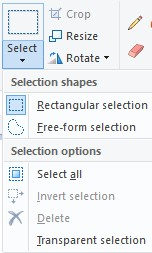 Crop
Resize
Select
Rotate
Selection shapes
Rectangular selection
Free-form selection
Selection options
Select all
Invert selection
Delete
Transparent selection